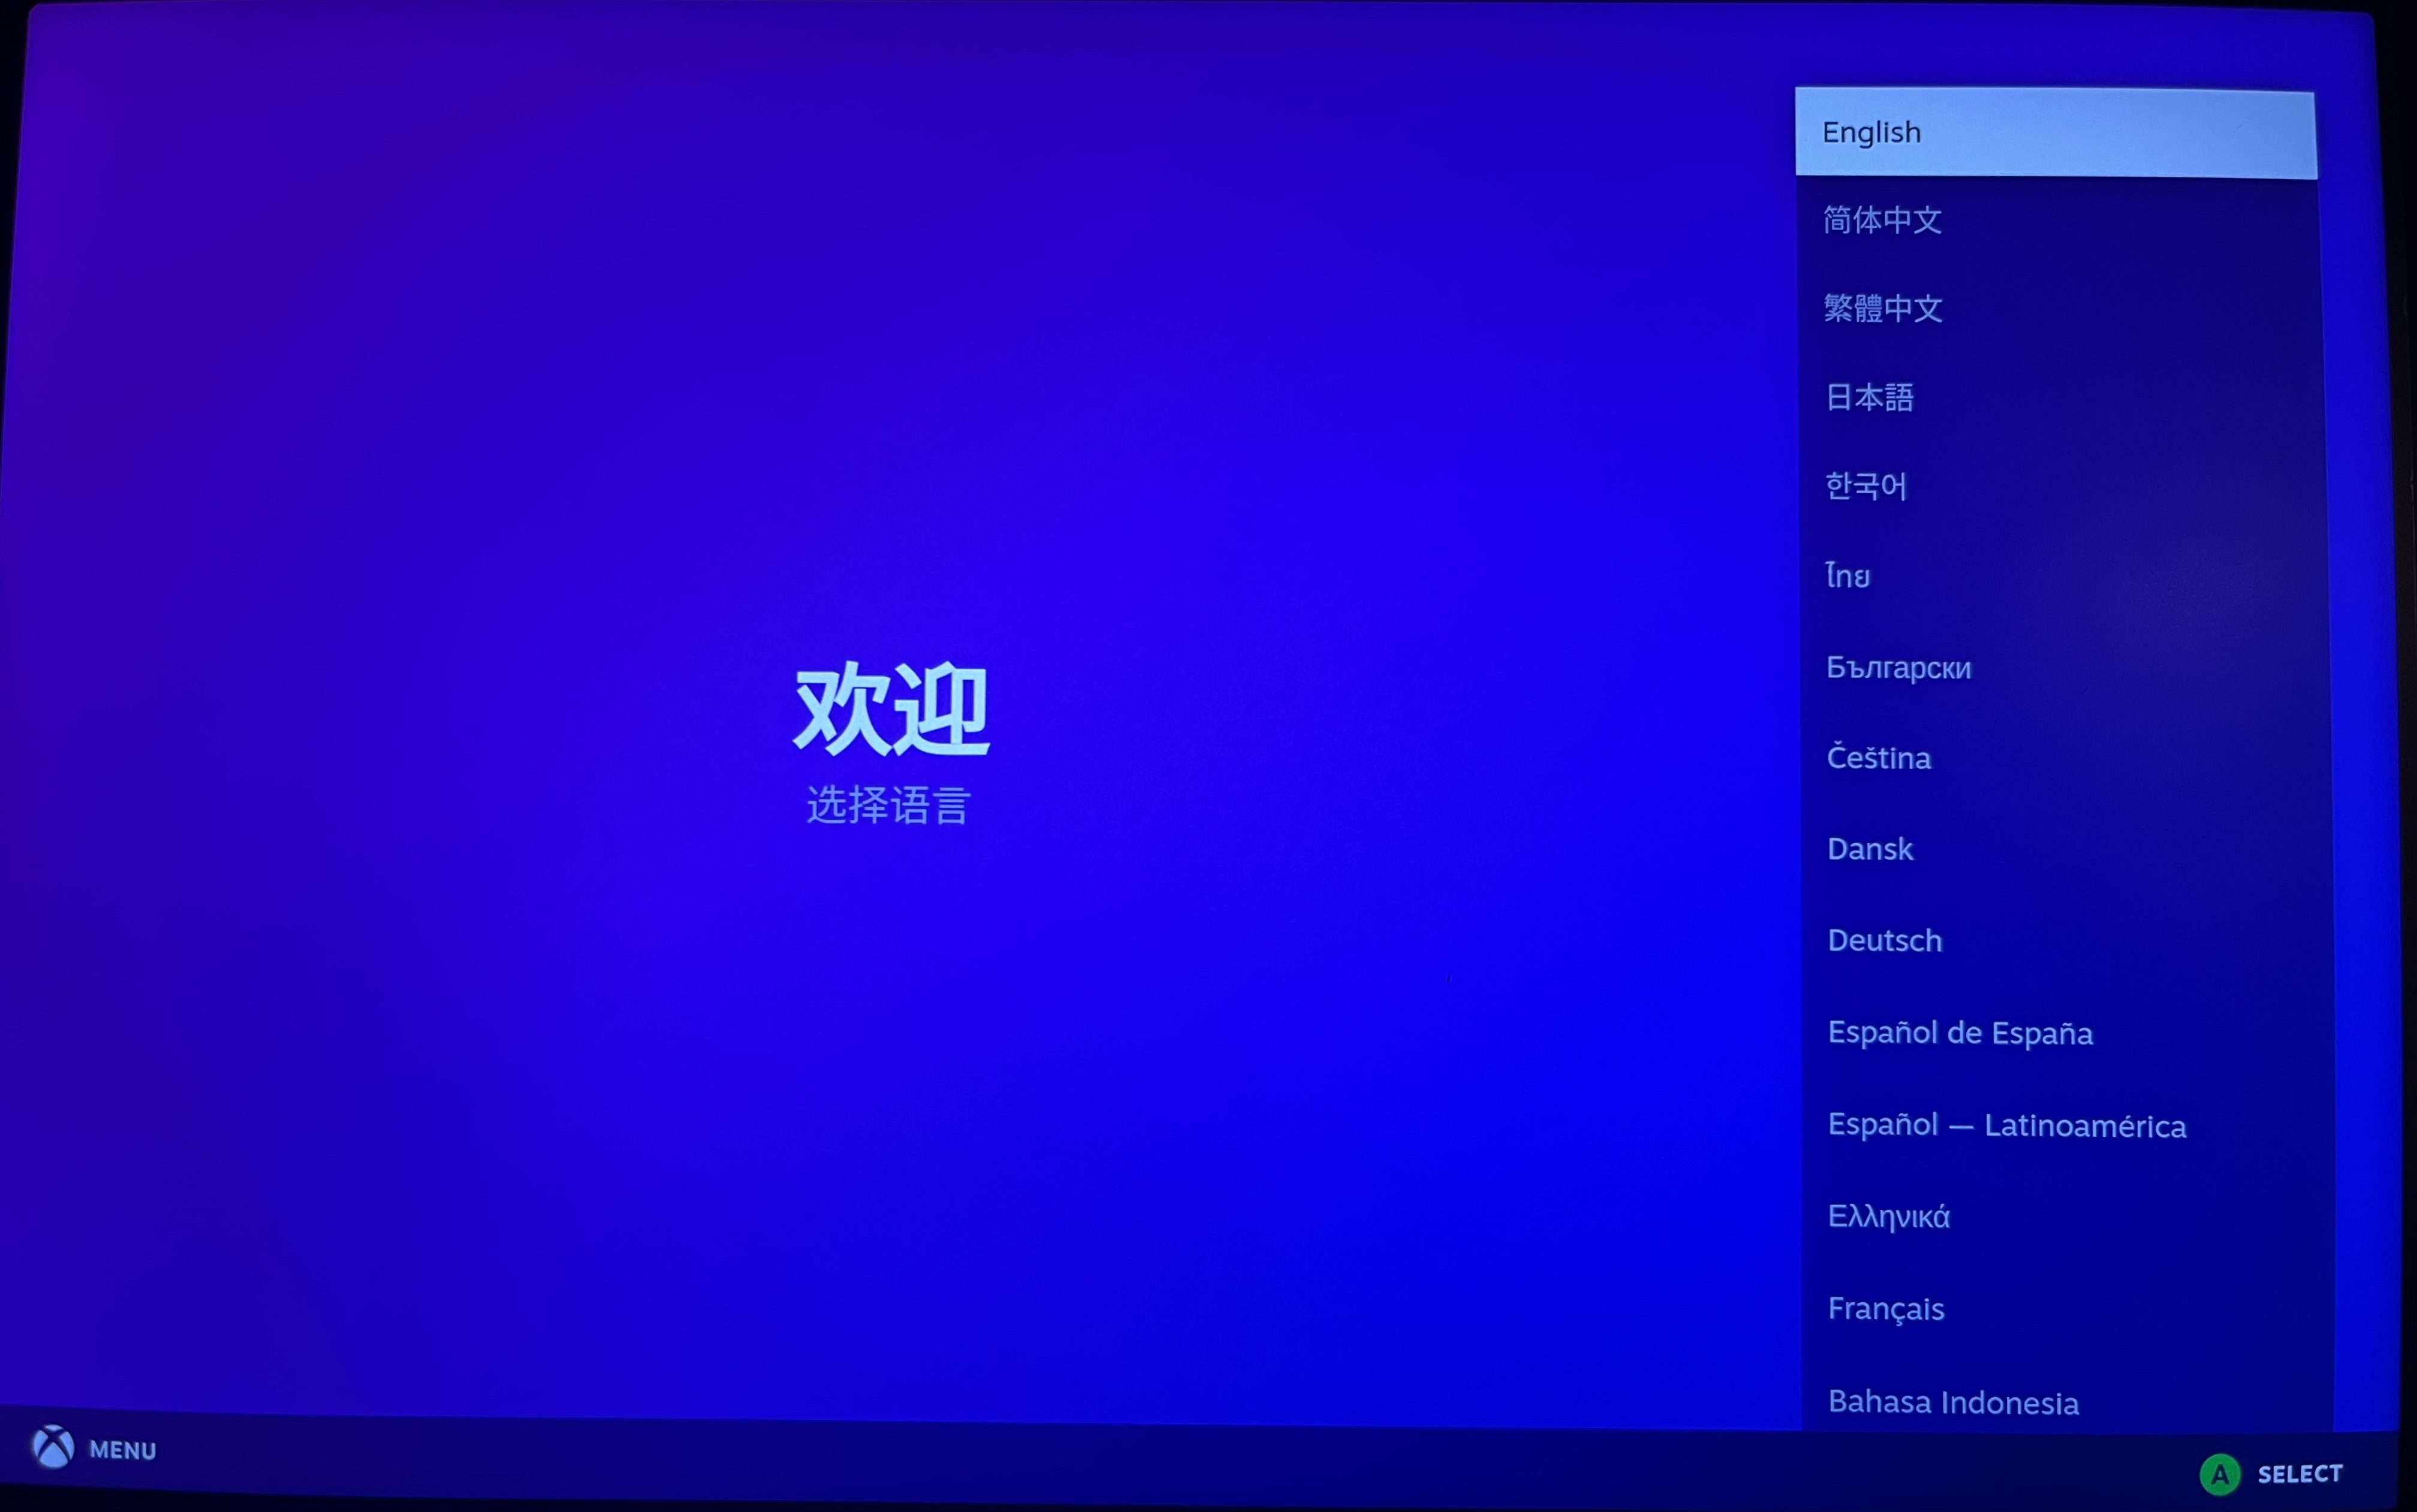 欢迎
选择语言
English
简体中文
繁體中文
日本語
한국어
ไทย
Български
Čeština
Dansk
Deutsch
Español de España
Español — Latinoamérica
Ελληνικά
Français
Bahasa Indonesia
MENU
A SELECT